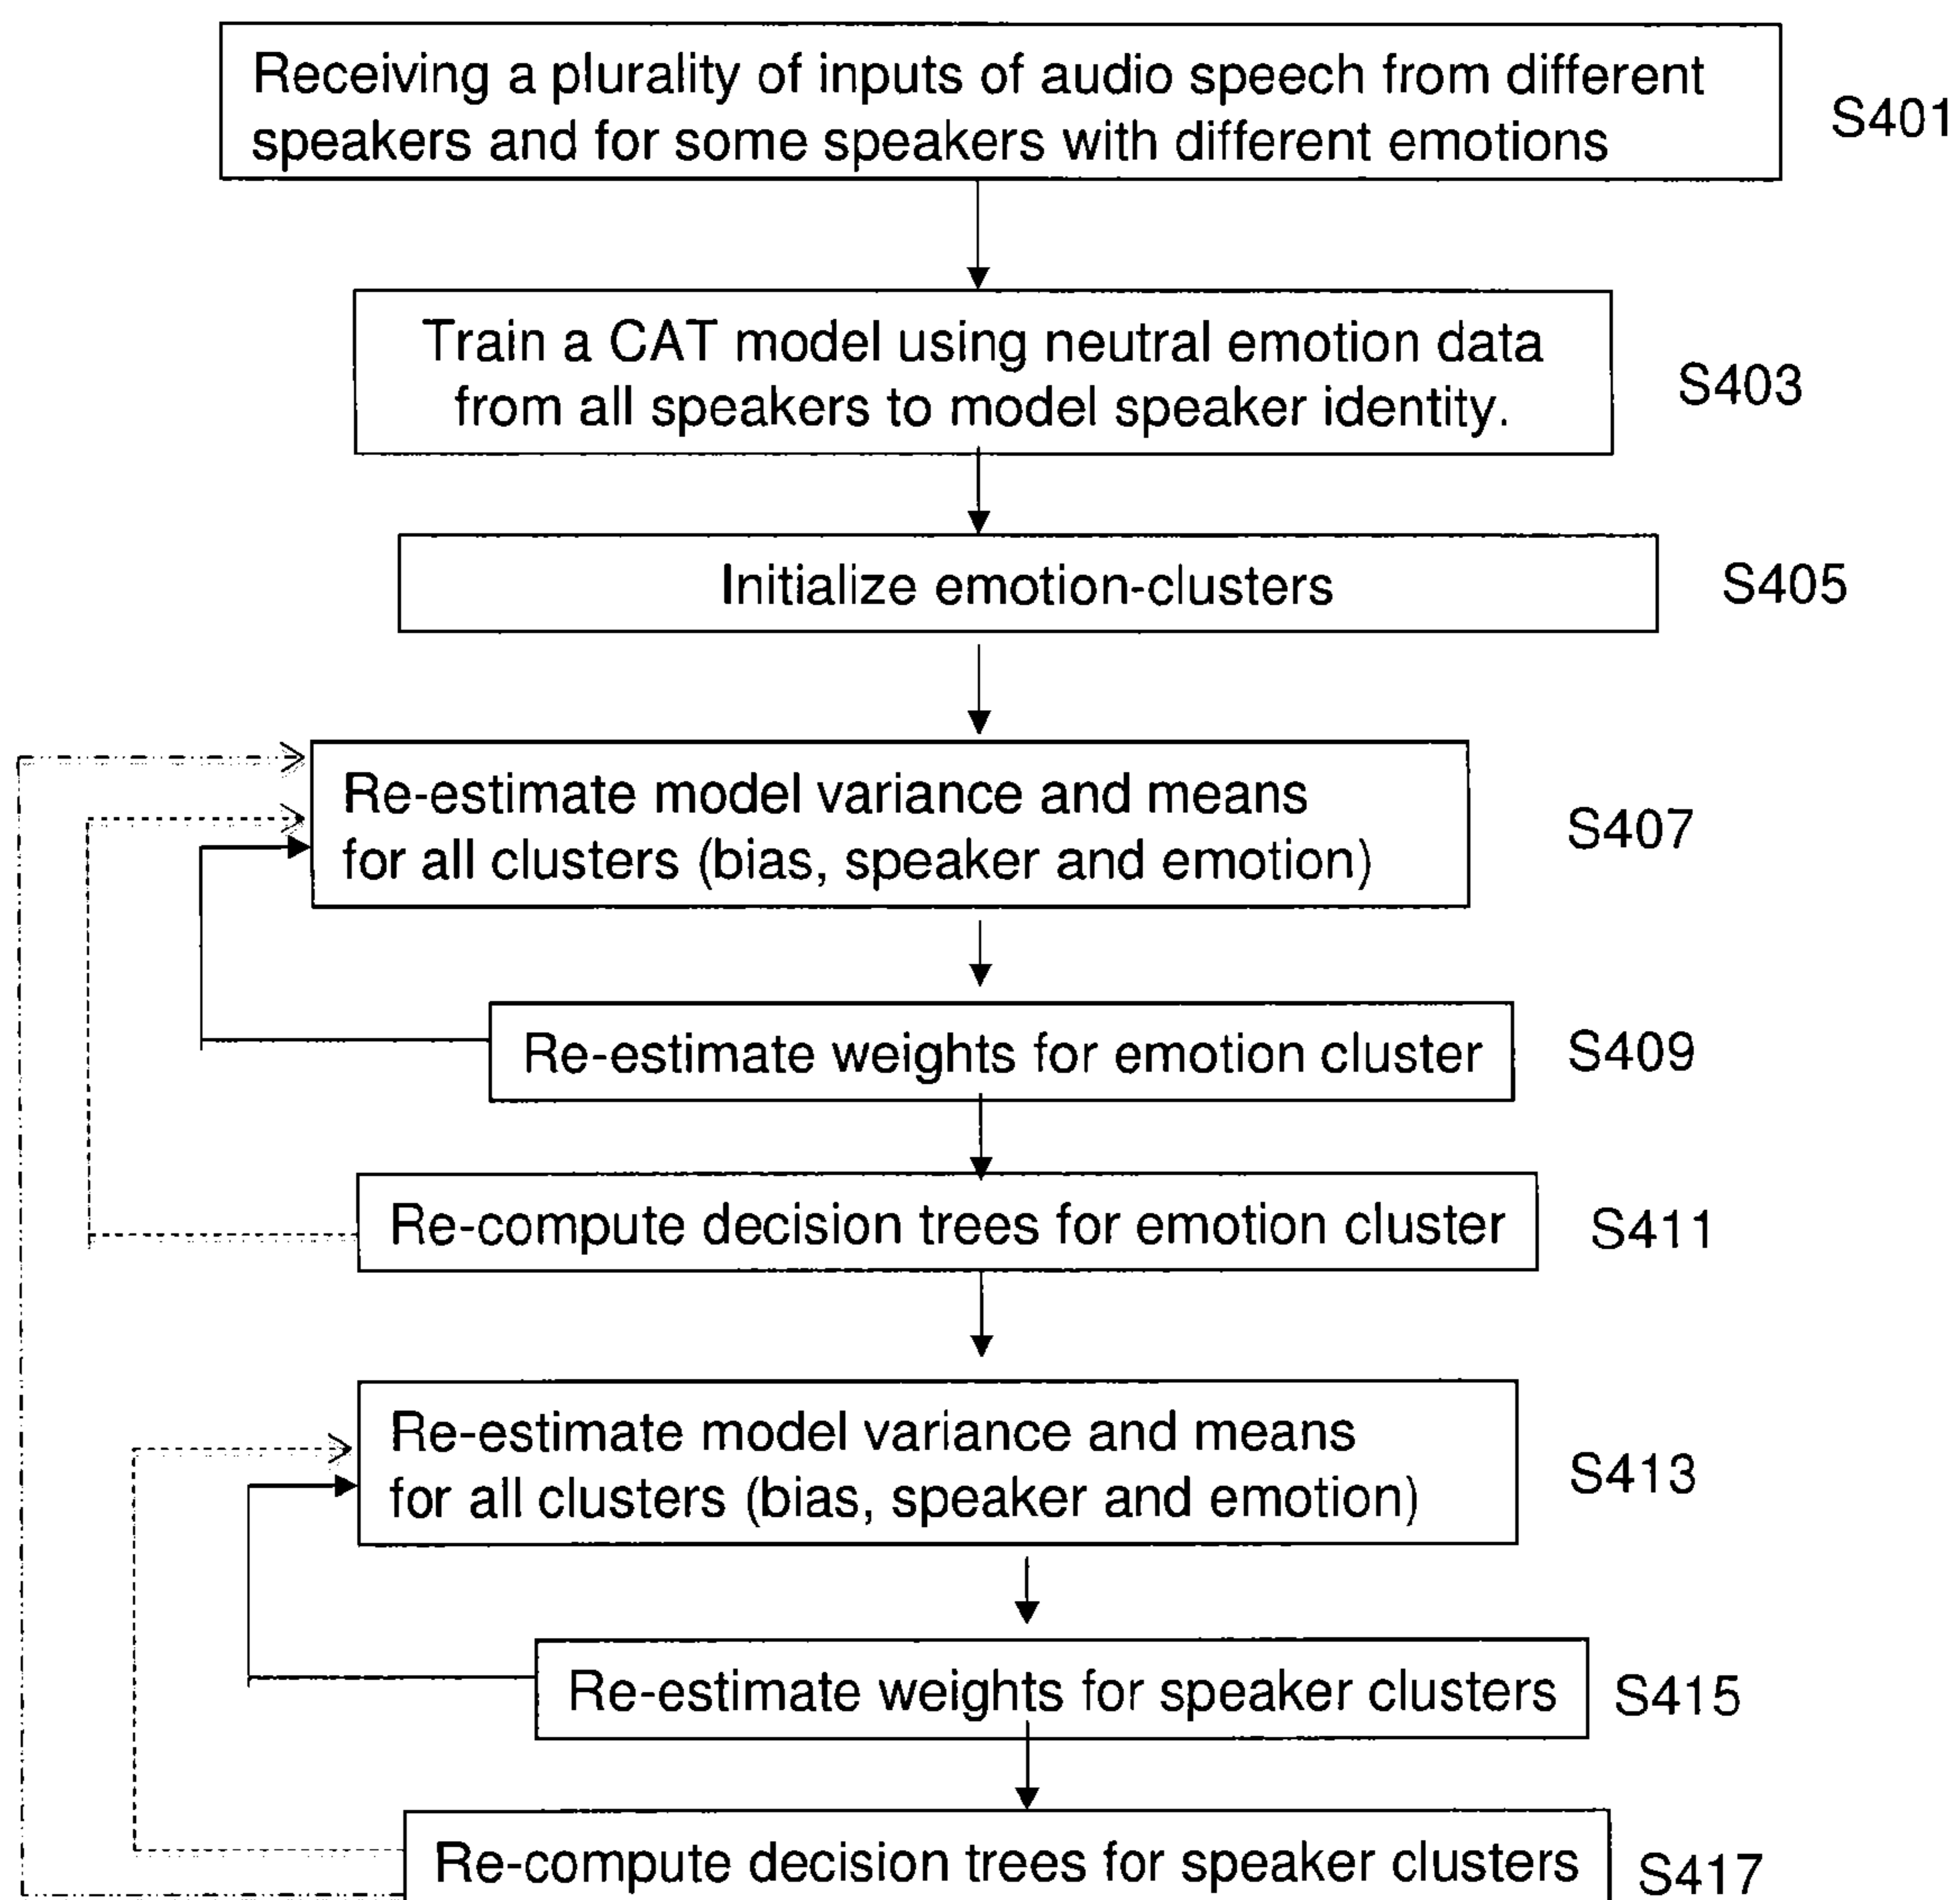 Receiving a plurality of inputs of audio speech from different
speakers and for some speakers with different emotions
S401
Train a CAT model using neutral emotion data
from all speakers to model speaker identity.
S403
Initialize emotion-clusters
S405
Re-estimate model variance and means
for all clusters (bias, speaker and emotion)
S407
Re-estimate weights for emotion cluster
S409
Re-compute decision trees for emotion cluster
S411
Re-estimate model variance and means
for all clusters (bias, speaker and emotion)
S413
Re-estimate weights for speaker clusters
S415
Re-compute decision trees for speaker clusters
S417